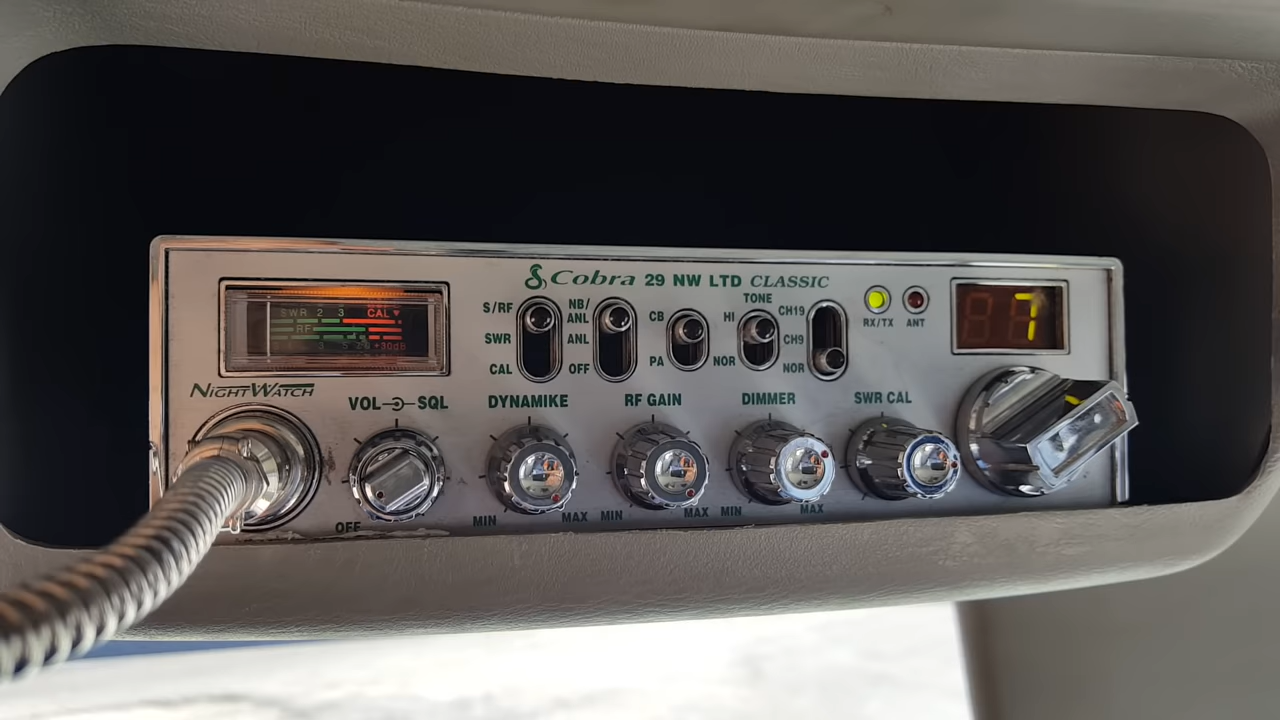 Cobra 29 NW LTD CLASSIC
SWR 2 3 CAL
RF
+30dB
NIGHTWATCH
S/RF
SWR
CAL
NB/
ANL
ANL
OFF
CB
PA
TONE
HI
NOR
CH19
CH9
NOR
RX/TX
ANT
7
VOL SQL
OFF
DYNAMIKE
MIN MAX
RF GAIN
MIN MAX
DIMMER
MIN MAX
SWR CAL